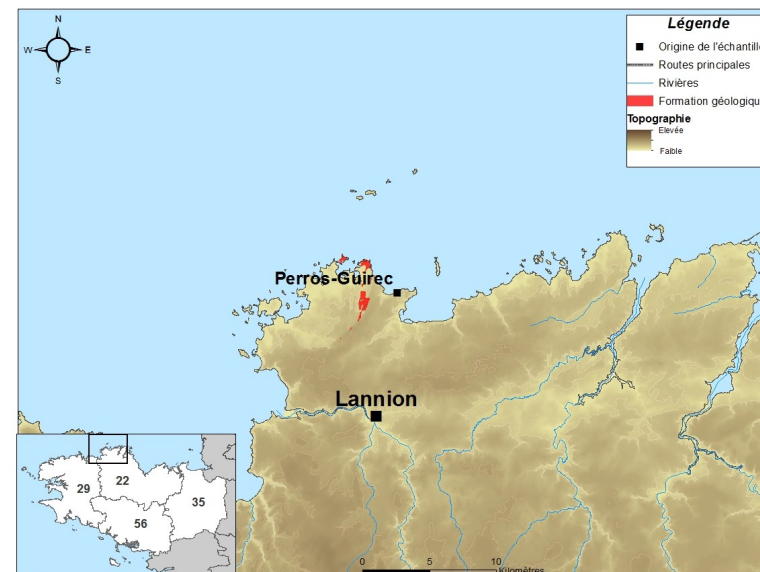 N
W E
S
Légende
Origine de l'échantill
Routes principales
Rivières
Formation géologiqu
Topographie
Elevée
Faible
Perros-Guirec
Lannion
29
22
35
56
0 5 10
Kilomètres